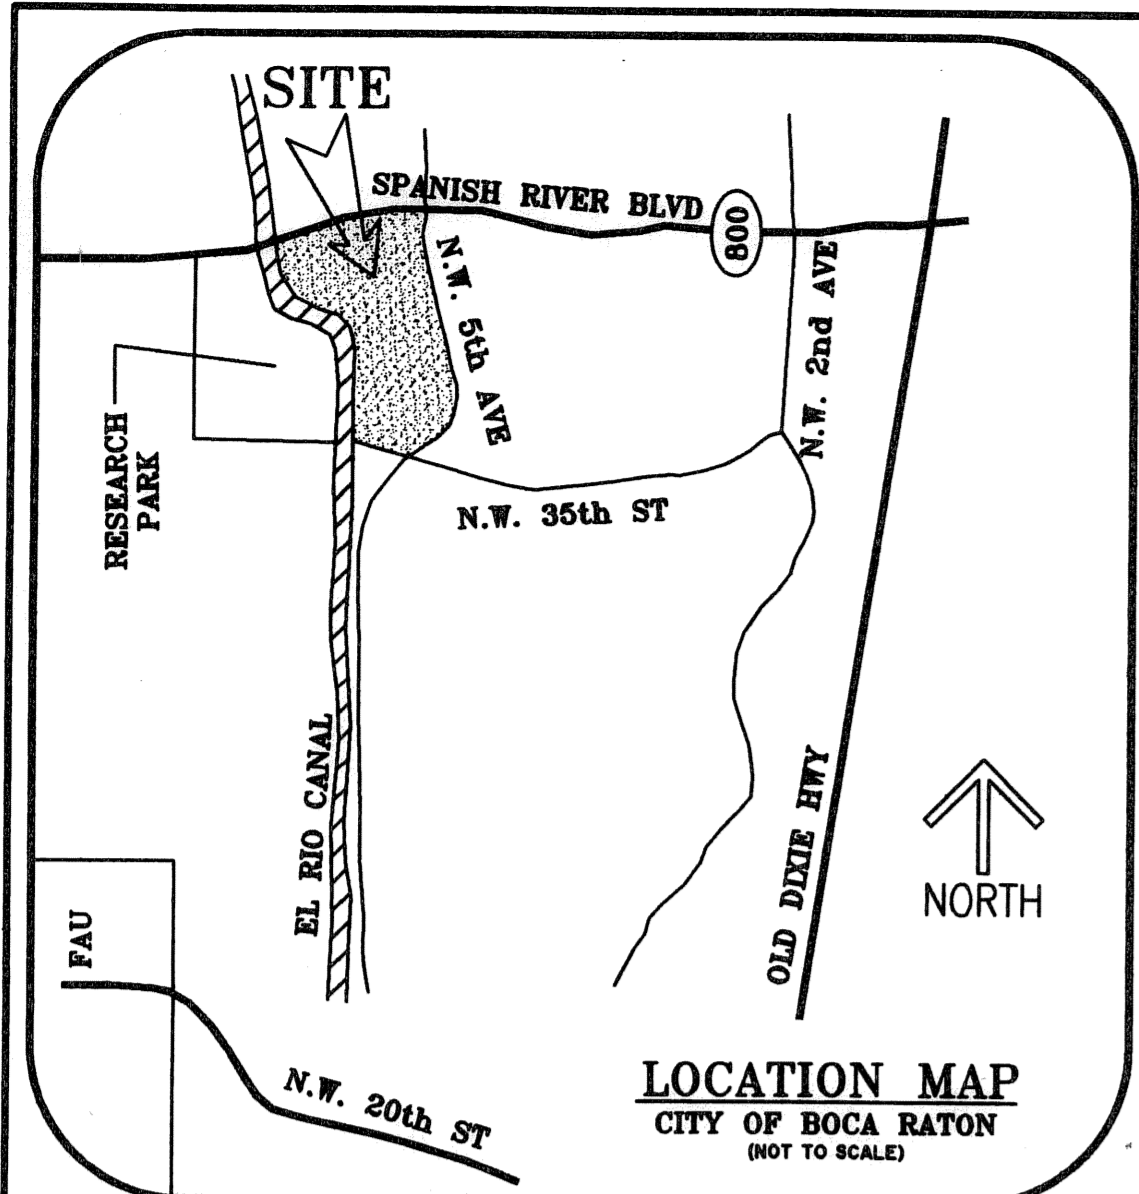 SITE
SPANISH RIVER BLVD
800
N.W. 5th AVE
N.W. 2nd AVE
RESEARCH
PARK
N.W. 35th ST
EL RIO CANAL
OLD DIXIE HWY
NORTH
FAU
N.W. 20th ST
LOCATION MAP
CITY OF BOCA RATON
(NOT TO SCALE)